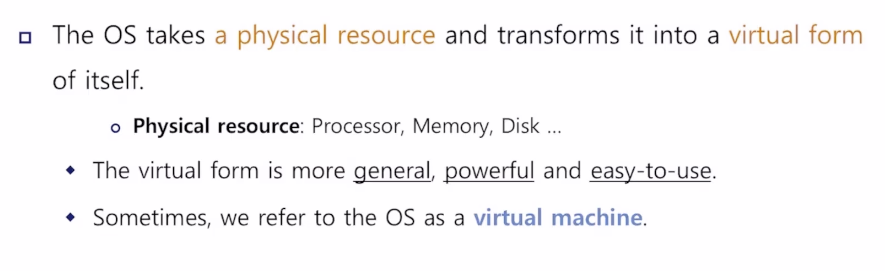 The OS takes a physical resource and transforms it into a virtual form
of itself.
Physical resource: Processor, Memory, Disk ...
The virtual form is more general, powerful and easy-to-use.
Sometimes, we refer to the OS as a virtual machine.